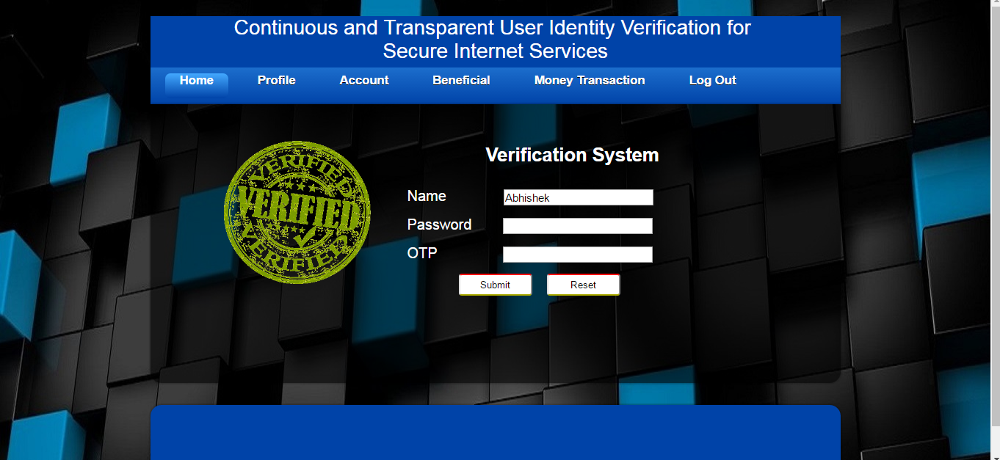 Continuous and Transparent User Identity Verification for
Secure Internet Services
Home Profile Account Beneficial Money Transaction Log Out
VERIFIED
VERIFIED
VERIFIED
Verification System
Name Abhishek
Password
OTP
Submit Reset